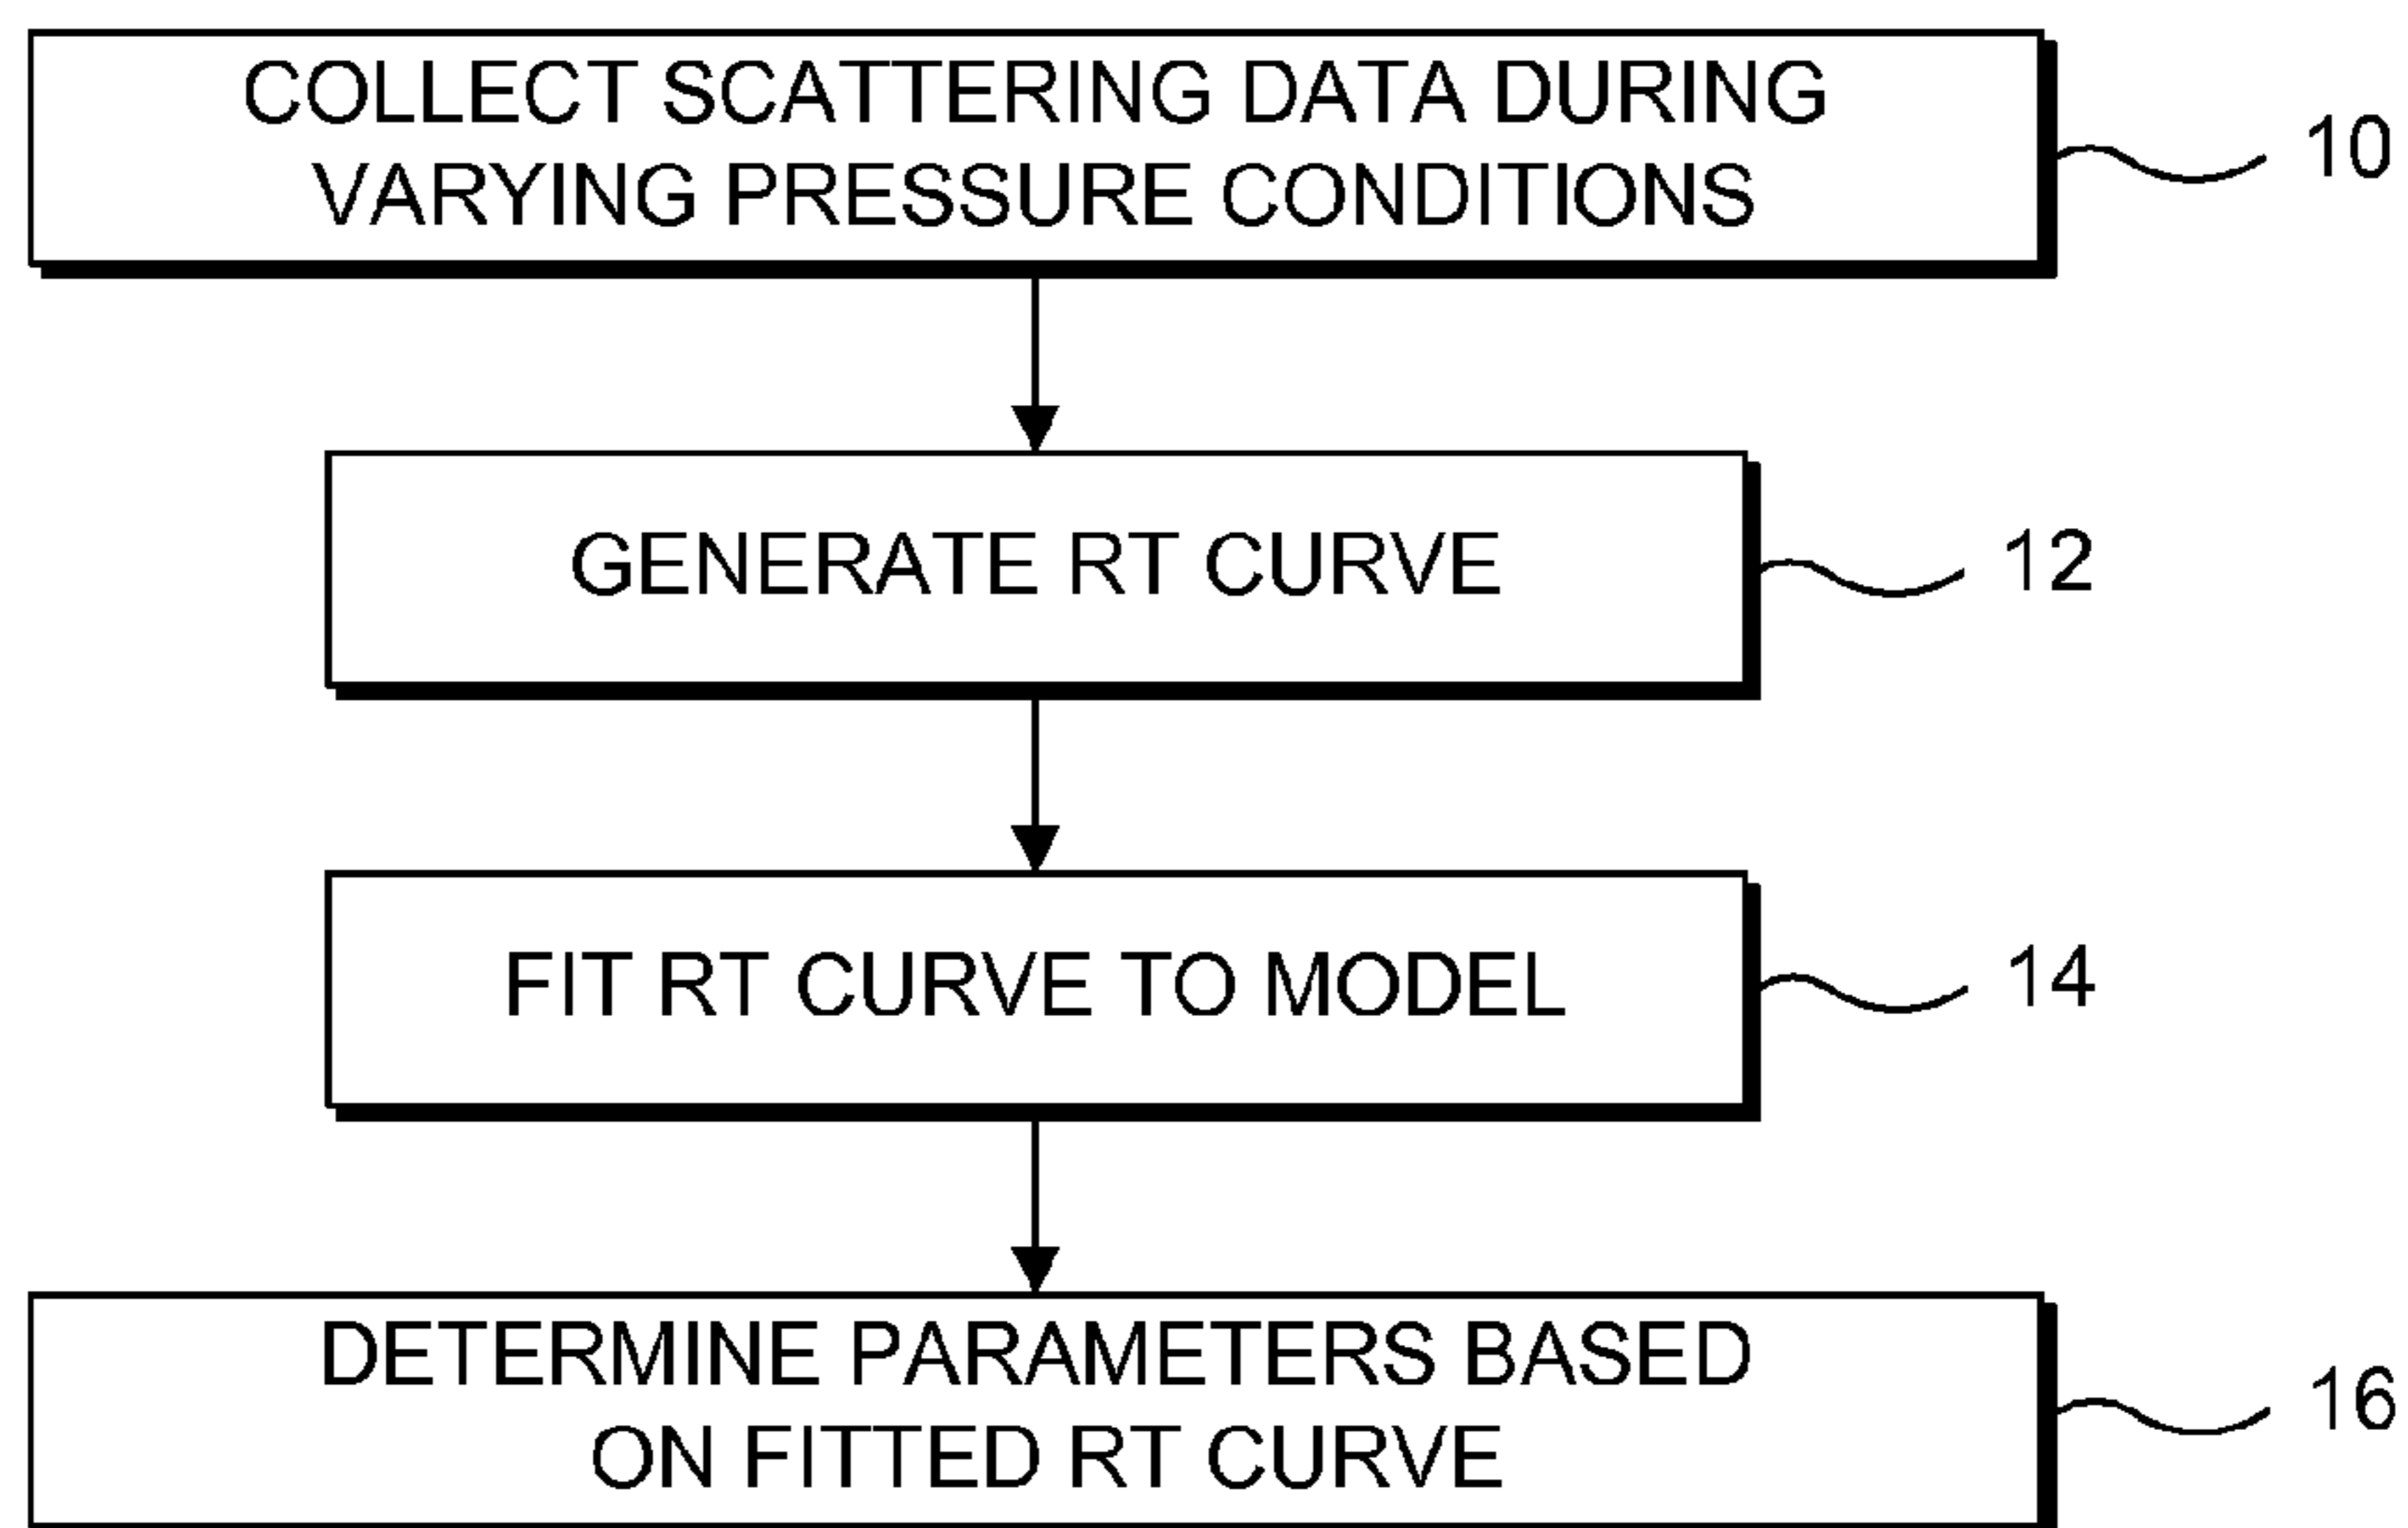 COLLECT SCATTERING DATA DURING
VARYING PRESSURE CONDITIONS
10
GENERATE RT CURVE
12
FIT RT CURVE TO MODEL
14
DETERMINE PARAMETERS BASED
ON FITTED RT CURVE
16